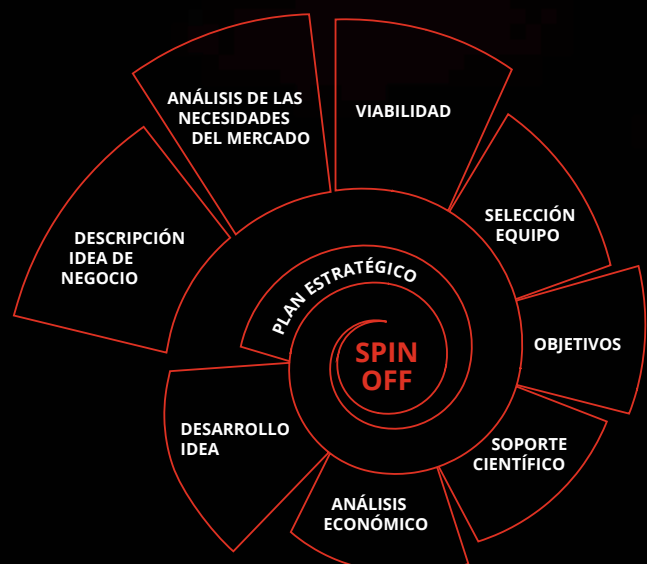 ANÁLISIS DE LAS
NECESIDADES
DEL MERCADO
VIABILIDAD
SELECCIÓN
EQUIPO
DESCRIPCIÓN
IDEA DE
NEGOCIO
PLAN ESTRATÉGICO
OBJETIVOS
SPIN
OFF
DESARROLLO
IDEA
SOPORTE
CIENTÍFICO
ANÁLISIS
ECONÓMICO